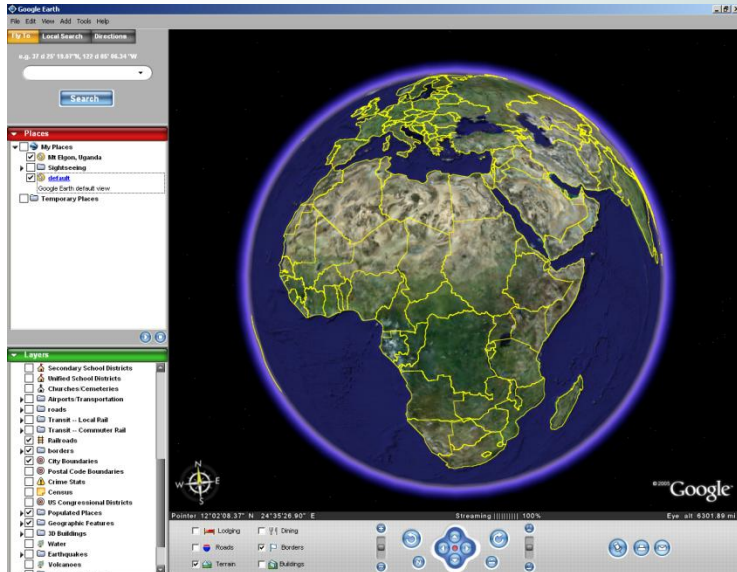 Google Earth
File Edit View Add Tools Help
Fly To Local Search Directions
e.g. 37 d 25' 19.07"N, 122 d 05' 06.24 "W
Search
Places
My Places
Mt Elgon, Uganda
Sightseeing
default
Google Earth default view
Temporary Places
Layers
Secondary School Districts
Unified School Districts
Churches/Cemeteries
Airports/Transportation
roads
Transit -- Local Rail
Transit -- Commuter Rail
Railroads
borders
City Boundaries
Postal Code Boundaries
Crime Stats
Census
US Congressional Districts
Populated Places
Geographic Features
3D Buildings
Water
Earthquakes
Volcanoes
N
W E
S
©2005 Google
Pointer 12°02'08.37" N 24°35'26.90" E Streaming |||||||||| 100% Eye alt 6301.89 mi
Lodging Dining
Roads Borders
Terrain Buildings